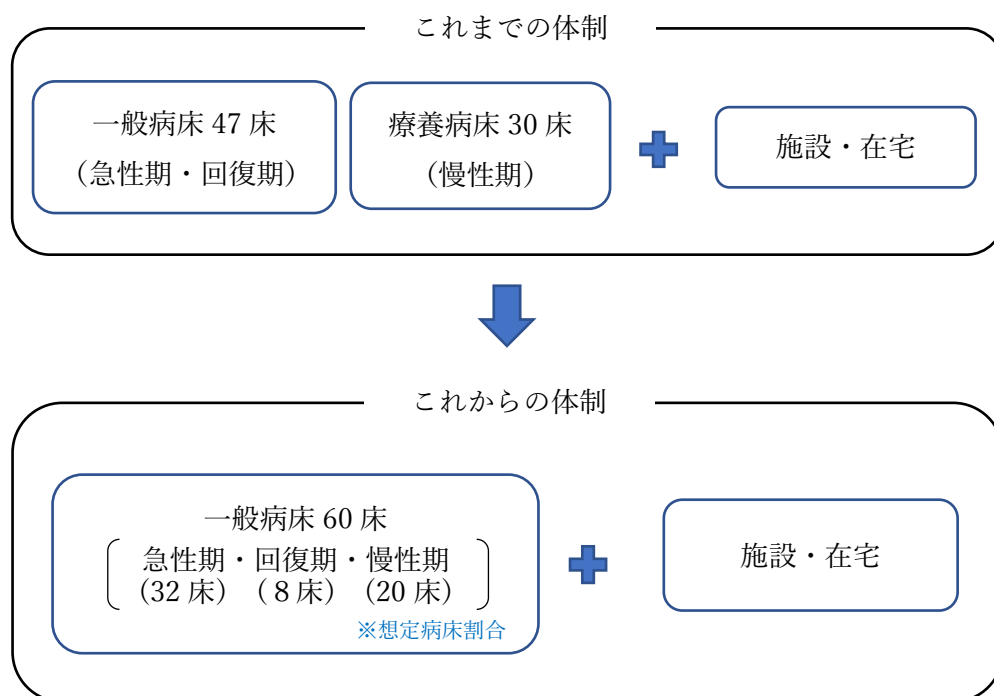 これまでの体制
一般病床 47 床
（急性期・回復期）
療養病床 30 床
（慢性期）
施設・在宅
これからの体制
一般病床 60 床
急性期・回復期・慢性期
（32 床）（８床）（20 床）
※想定病床割合
施設・在宅